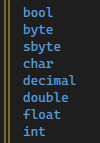 bool
byte
sbyte
char
decimal
double
float
int